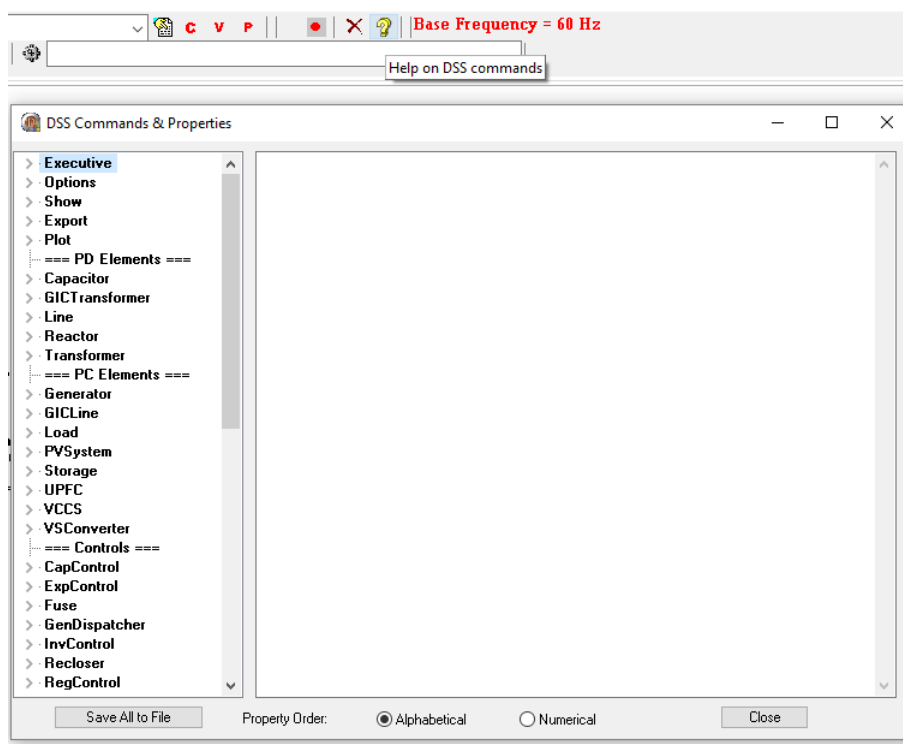 C V P Base Frequency = 60 Hz
Help on DSS commands
DSS Commands & Properties
Executive
Options
Show
Export
Plot
=== PD Elements ===
Capacitor
GICTransformer
Line
Reactor
Transformer
=== PC Elements ===
Generator
GICLine
Load
PVSystem
Storage
UPFC
VCCS
VSConverter
=== Controls ===
CapControl
ExpControl
Fuse
GenDispatcher
InvControl
Recloser
RegControl
Save All to File Property Order: Alphabetical Numerical Close